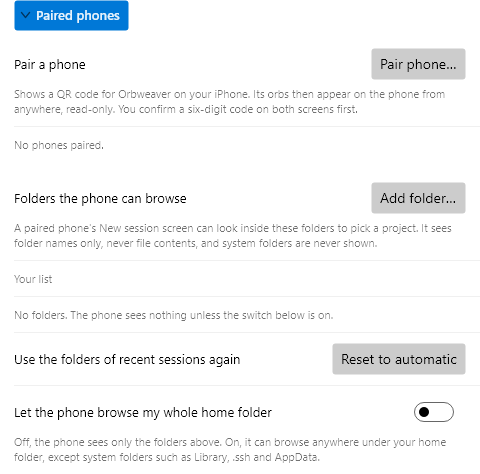 Paired phones
Pair a phone
Pair phone...
Shows a QR code for Orbweaver on your iPhone. Its orbs then appear on the phone from
anywhere, read-only. You confirm a six-digit code on both screens first.
No phones paired.
Folders the phone can browse
Add folder...
A paired phone's New session screen can look inside these folders to pick a project. It sees
folder names only, never file contents, and system folders are never shown.
Your list
No folders. The phone sees nothing unless the switch below is on.
Use the folders of recent sessions again
Reset to automatic
Let the phone browse my whole home folder
Off, the phone sees only the folders above. On, it can browse anywhere under your home
folder, except system folders such as Library, .ssh and AppData.